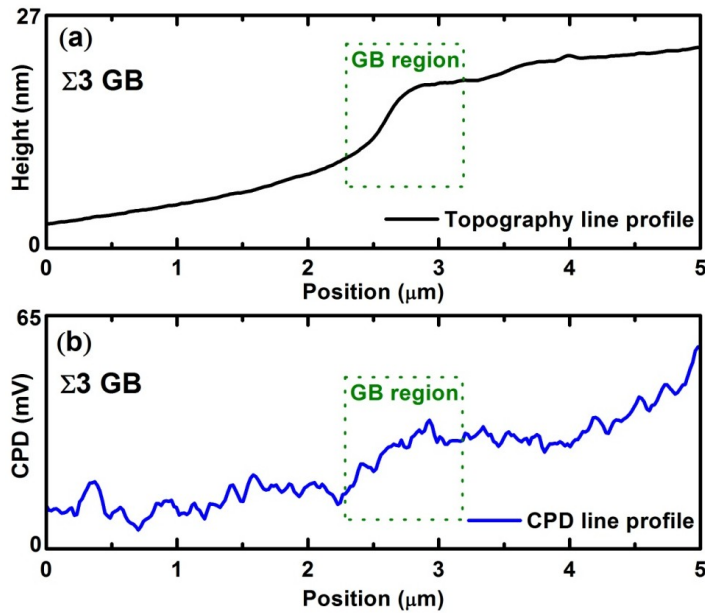 27
(a)
Σ3 GB
GB region
Height (nm)
Topography line profile
0
0 1 2 3 4 5
Position (μm)
65
(b)
Σ3 GB
GB region
CPD (mV)
CPD line profile
0
0 1 2 3 4 5
Position (μm)